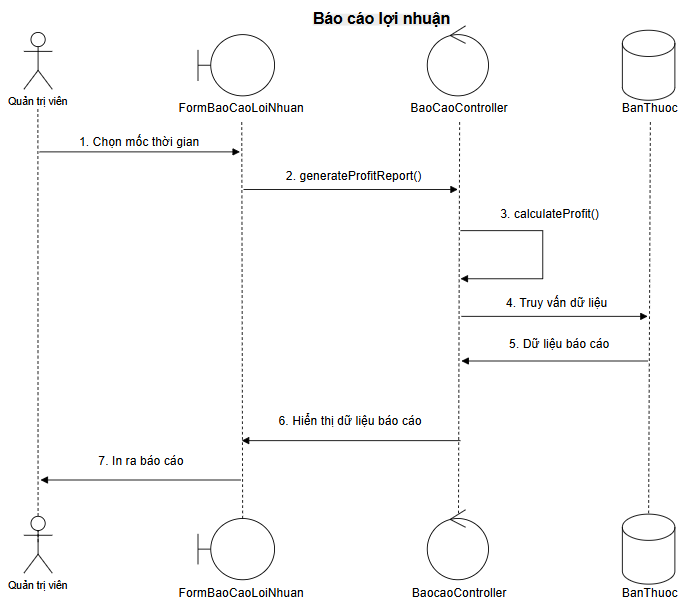 Báo cáo lợi nhuận
Quản trị viên
FormBaoCaoLoiNhuan
BaoCaoController
BanThuoc
1. Chọn mốc thời gian
2. generateProfitReport()
3. calculateProfit()
4. Truy vấn dữ liệu
5. Dữ liệu báo cáo
6. Hiển thị dữ liệu báo cáo
7. In ra báo cáo
Quản trị viên
FormBaoCaoLoiNhuan
BaocaoController
BanThuoc